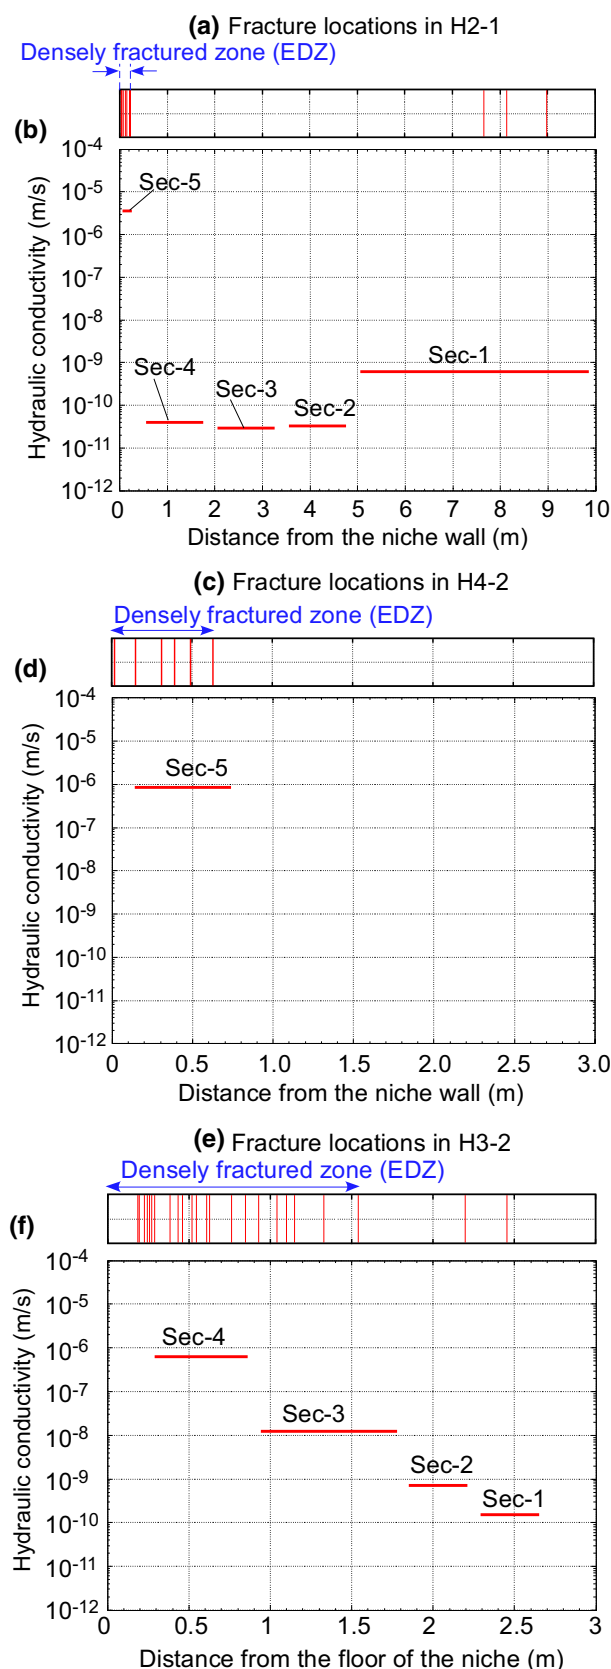 (a) Fracture locations in H2-1
Densely fractured zone (EDZ)
(b)
Hydraulic conductivity (m/s)
10-4
10-5
10-6
10-7
10-8
10-9
10-10
10-11
10-12
Sec-5
Sec-4
Sec-3
Sec-2
Sec-1
0 1 2 3 4 5 6 7 8 9 10
Distance from the niche wall (m)
(c) Fracture locations in H4-2
Densely fractured zone (EDZ)
(d)
Hydraulic conductivity (m/s)
10-4
10-5
10-6
10-7
10-8
10-9
10-10
10-11
10-12
Sec-5
0 0.5 1.0 1.5 2.0 2.5 3.0
Distance from the niche wall (m)
(e) Fracture locations in H3-2
Densely fractured zone (EDZ)
(f)
Hydraulic conductivity (m/s)
10-4
10-5
10-6
10-7
10-8
10-9
10-10
10-11
10-12
Sec-4
Sec-3
Sec-2
Sec-1
0 0.5 1 1.5 2 2.5 3
Distance from the floor of the niche (m)